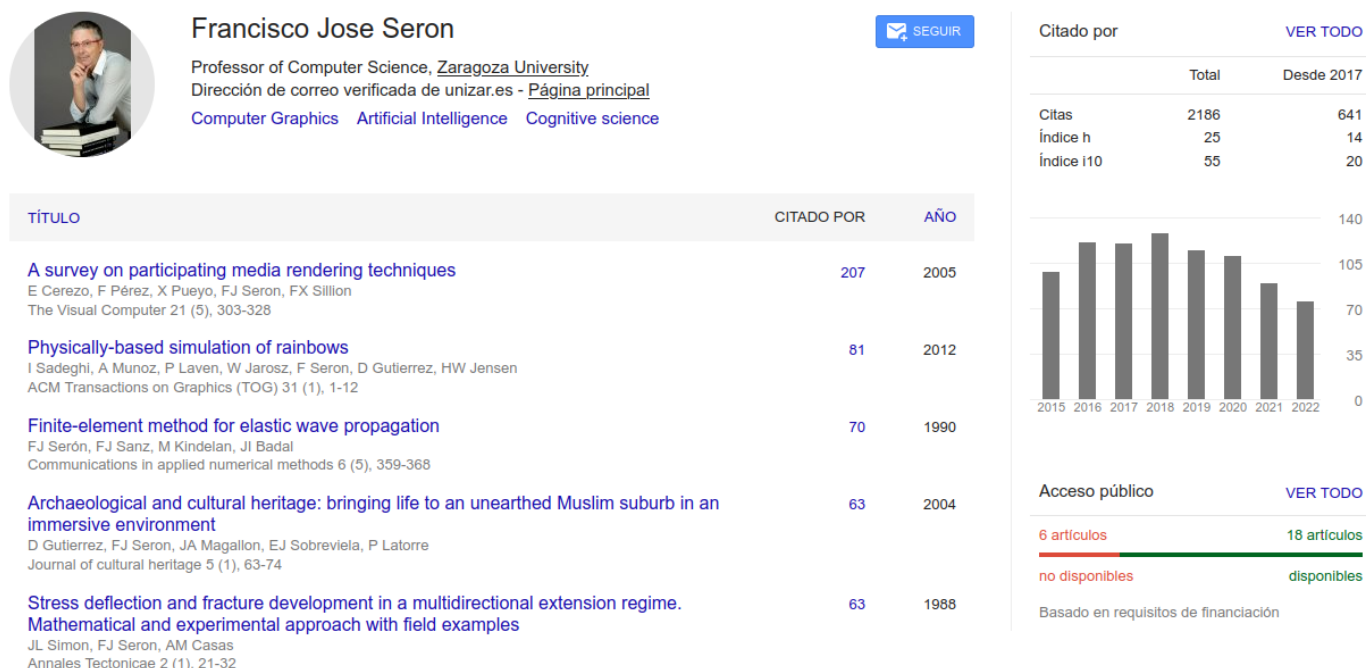 Francisco Jose Seron
SEGUIR
Professor of Computer Science, Zaragoza University
Dirección de correo verificada de unizar.es - Página principal
Computer Graphics Artificial Intelligence Cognitive science
TÍTULO CITADO POR AÑO
A survey on participating media rendering techniques 207 2005
E Cerezo, F Pérez, X Pueyo, FJ Seron, FX Sillion
The Visual Computer 21 (5), 303-328
Physically-based simulation of rainbows 81 2012
I Sadeghi, A Munoz, P Laven, W Jarosz, F Seron, D Gutierrez, HW Jensen
ACM Transactions on Graphics (TOG) 31 (1), 1-12
Finite-element method for elastic wave propagation 70 1990
FJ Serón, FJ Sanz, M Kindelan, JI Badal
Communications in applied numerical methods 6 (5), 359-368
Archaeological and cultural heritage: bringing life to an unearthed Muslim suburb in an 63 2004
immersive environment
D Gutierrez, FJ Seron, JA Magallon, EJ Sobreviela, P Latorre
Journal of cultural heritage 5 (1), 63-74
Stress deflection and fracture development in a multidirectional extension regime. 63 1988
Mathematical and experimental approach with field examples
JL Simon, FJ Seron, AM Casas
Annales Tectonicae 2 (1), 21-32
Citado por VER TODO
Total Desde 2017
Citas 2186 641
Índice h 25 14
Índice i10 55 20
140
105
70
35
0
2015 2016 2017 2018 2019 2020 2021 2022
Acceso público VER TODO
6 artículos 18 artículos
no disponibles disponibles
Basado en requisitos de financiación